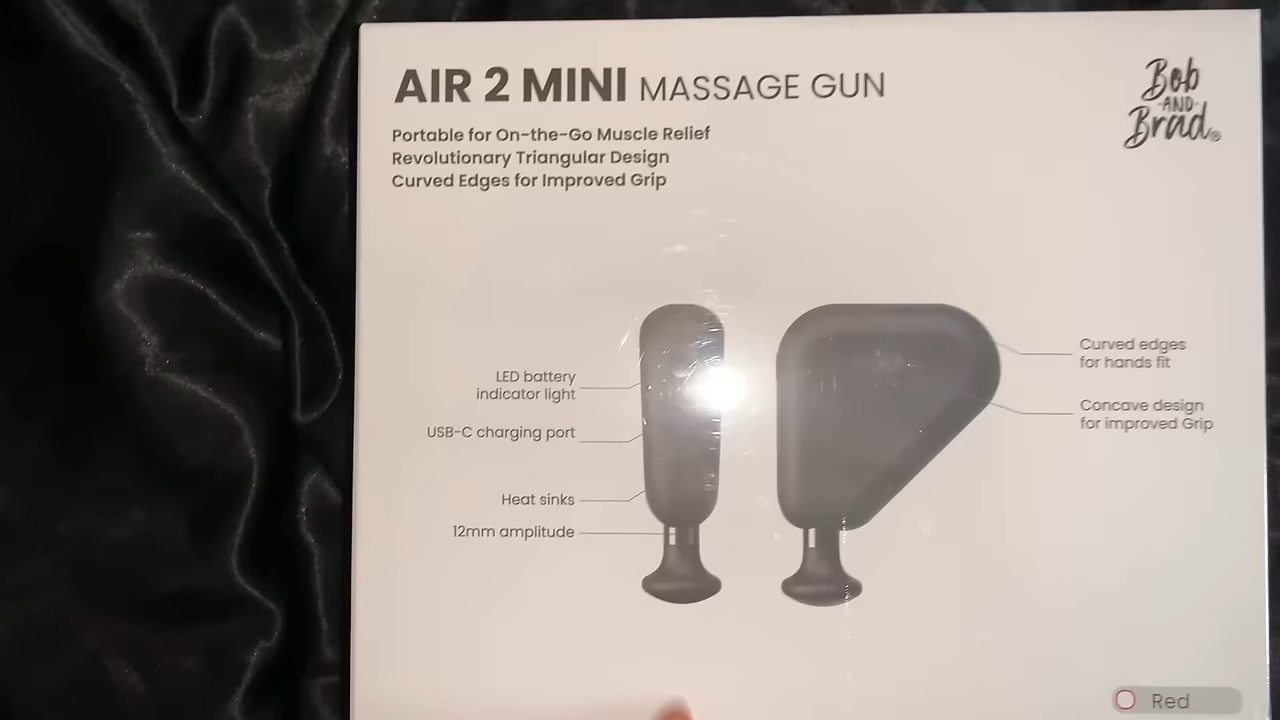 AIR 2 MINI MASSAGE GUN
Portable for On-the-Go Muscle Relief
Revolutionary Triangular Design
Curved Edges for Improved Grip
Bob
-AND-
Brad®
LED battery
indicator light
USB-C charging port
Heat sinks
12mm amplitude
Curved edges
for hands fit
Concave design
for improved Grip
Red